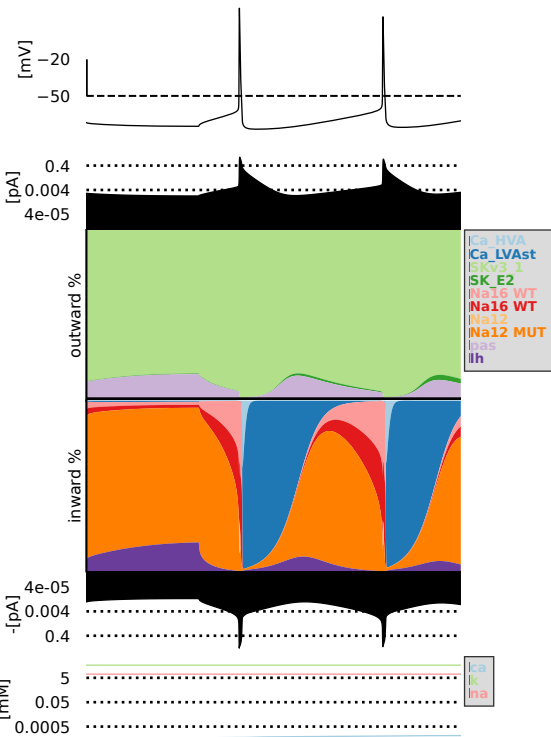 [mV]
−20
−50
[pA]
0.4
0.004
4e-05
outward %
Ca_HVA
Ca_LVAst
SKv3_1
SK_E2
Na16 WT
Na16 WT
Na12
Na12 MUT
pas
Ih
inward %
-[pA]
4e-05
0.004
0.4
[mM]
5
0.05
0.0005
ca
k
na